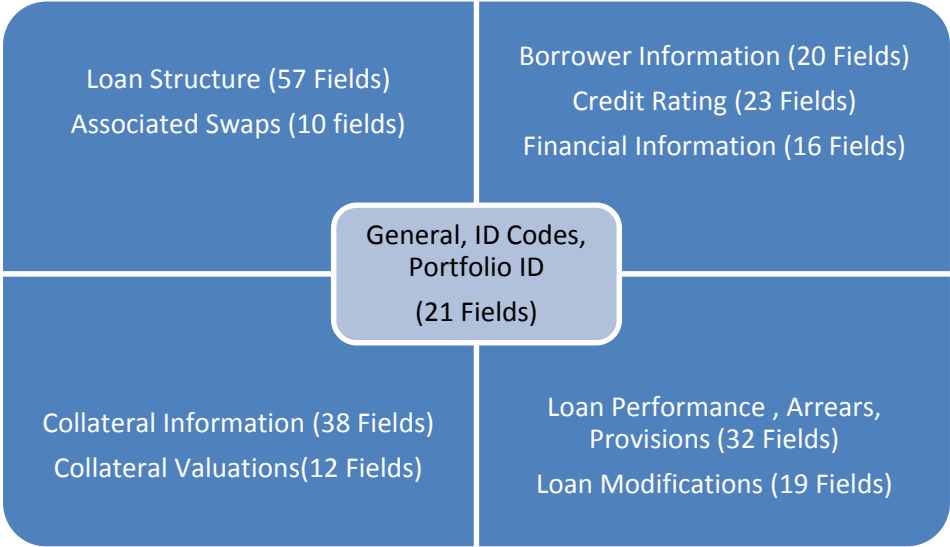 Loan Structure (57 Fields)
Associated Swaps (10 fields)
Borrower Information (20 Fields)
Credit Rating (23 Fields)
Financial Information (16 Fields)
General, ID Codes,
Portfolio ID
(21 Fields)
Collateral Information (38 Fields)
Collateral Valuations(12 Fields)
Loan Performance , Arrears,
Provisions (32 Fields)
Loan Modifications (19 Fields)